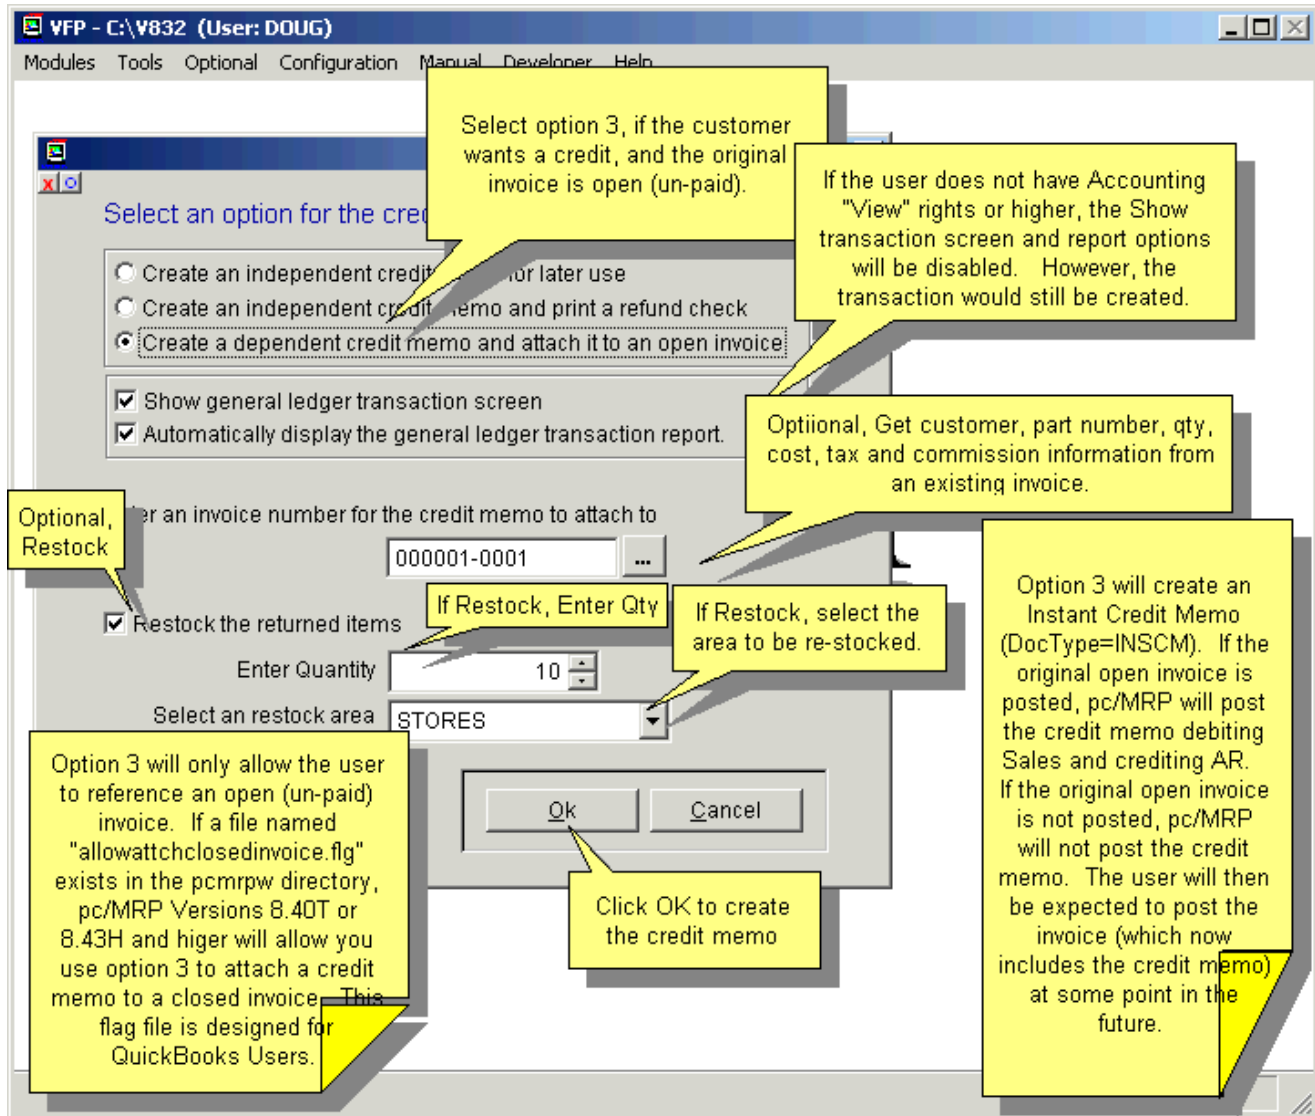 VFP - C:\V832 (User: DOUG)
Modules Tools Optional Configuration Manual Developer Help
Select option 3, if the customer
wants a credit, and the original
invoice is open (un-paid).
If the user does not have Accounting
"View" rights or higher, the Show
transaction screen and report options
will be disabled. However, the
transaction would still be created.
Select an option for the cre
Create an independent credit for later use
Create an independent credit memo and print a refund check
Create a dependent credit memo and attach it to an open invoice
Show general ledger transaction screen
Automatically display the general ledger transaction report.
Optiional, Get customer, part number, qty,
cost, tax and commission information from
an existing invoice.
Optional,
Restock
er an invoice number for the credit memo to attach to
000001-0001
...
If Restock, Enter Qty
If Restock, select the
area to be re-stocked.
Restock the returned items
Enter Quantity
10
Select an restock area
STORES
Option 3 will create an
Instant Credit Memo
(DocType=INSCM). If the
original open invoice is
posted, pc/MRP will post
the credit memo debiting
Sales and crediting AR.
If the original open invoice
is not posted, pc/MRP
will not post the credit
memo. The user will then
be expected to post the
invoice (which now
includes the credit memo)
at some point in the
future.
Option 3 will only allow the user
to reference an open (un-paid)
invoice. If a file named
"allowattchclosedinvoice.flg"
exists in the pcmrpw directory,
pc/MRP Versions 8.40T or
8.43H and higer will allow you
use option 3 to attach a credit
memo to a closed invoice. This
flag file is designed for
QuickBooks Users.
Ok
Cancel
Click OK to create
the credit memo